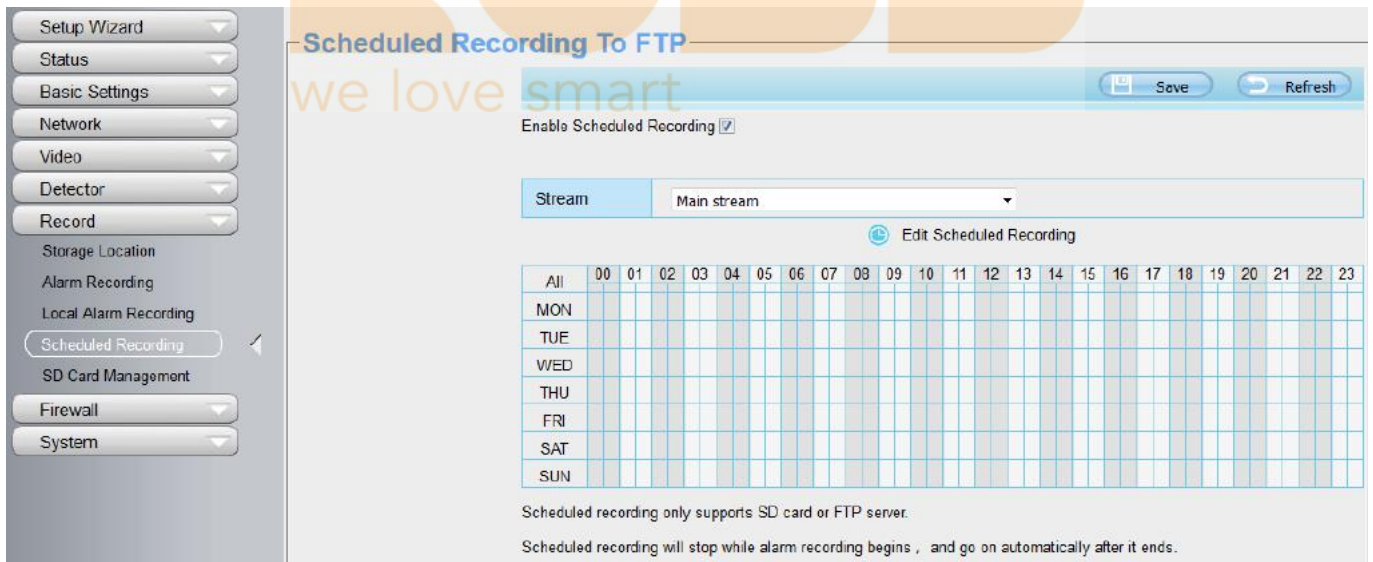 Setup Wizard
Status
Basic Settings
Network
Video
Detector
Record
Storage Location
Alarm Recording
Local Alarm Recording
Scheduled Recording
SD Card Management
Firewall
System
Scheduled Recording To FTP
we love smart
Save Refresh
Enable Scheduled Recording
Stream Main stream
Edit Scheduled Recording
All 00 01 02 03 04 05 06 07 08 09 10 11 12 13 14 15 16 17 18 19 20 21 22 23
MON
TUE
WED
THU
FRI
SAT
SUN
Scheduled recording only supports SD card or FTP server.
Scheduled recording will stop while alarm recording begins , and go on automatically after it ends.